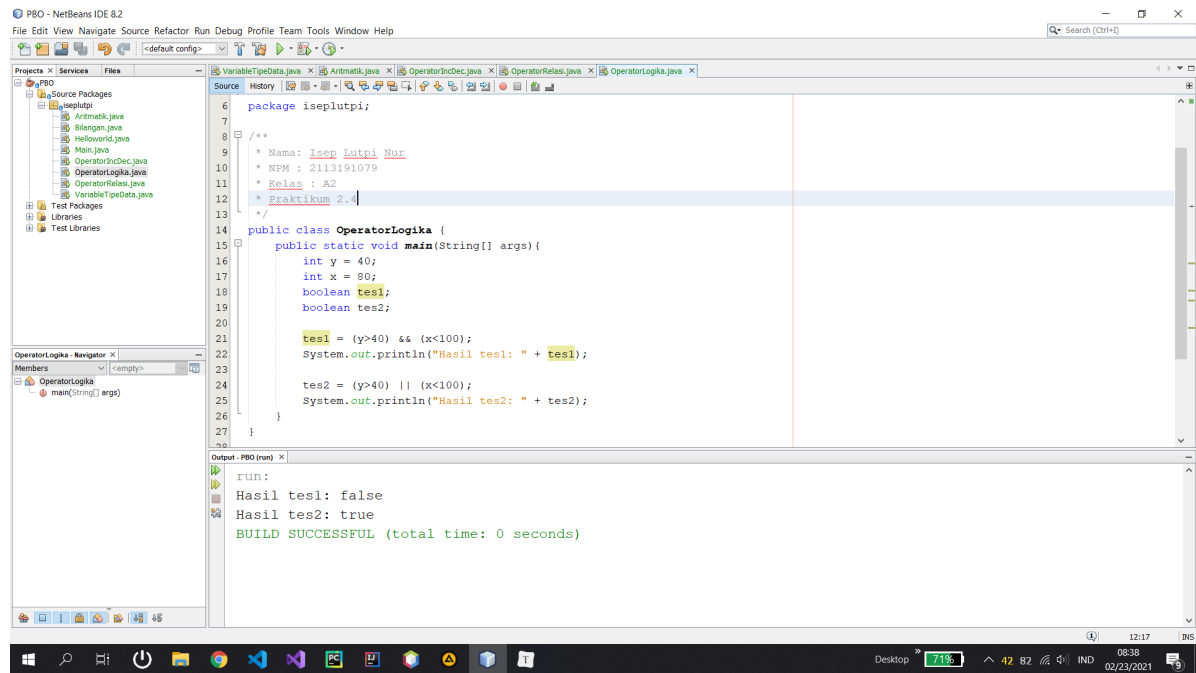 PBO - NetBeans IDE 8.2
File Edit View Navigate Source Refactor Run Debug Profile Team Tools Window Help
Search (Ctrl+I)
<default config>
Projects Services Files
VariableTipeData.java Aritmatik.java OperatorIncDec.java OperatorRelasi.java OperatorLogika.java
Source History
PBO
Source Packages
iseplutpi
Aritmatik.java
Bilangan.java
Helloworld.java
Main.java
OperatorIncDec.java
OperatorLogika.java
OperatorRelasi.java
VariableTipeData.java
Test Packages
Libraries
Test Libraries
6 package iseplutpi;
7
8 /**
9 * Nama: Isep Lutpi Nur
10 * NPM : 2113191079
11 * Kelas : A2
12 * Praktikum 2.4
13 */
14 public class OperatorLogika {
15 public static void main(String[] args){
16 int y = 40;
17 int x = 80;
18 boolean tes1;
19 boolean tes2;
20
21 tes1 = (y>40) && (x<100);
22 System.out.println("Hasil tes1: " + tes1);
23
24 tes2 = (y>40) || (x<100);
25 System.out.println("Hasil tes2: " + tes2);
26 }
27 }
28
OperatorLogika - Navigator
Members <empty>
OperatorLogika
main(String[] args)
Output - PBO (run)
run:
Hasil tes1: false
Hasil tes2: true
BUILD SUCCESSFUL (total time: 0 seconds)
12:17 INS
Desktop 71% 42 82 IND 08:38
02/23/2021
9